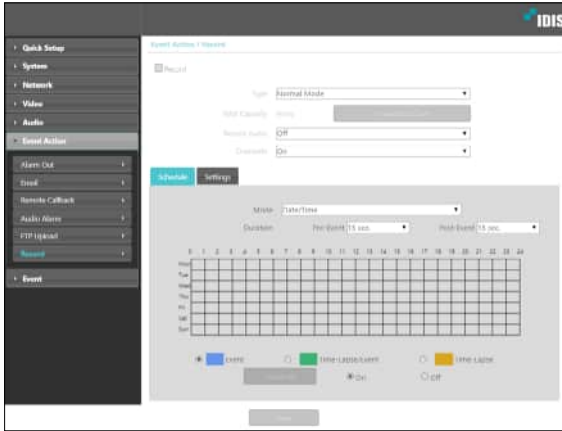 IDIS
Quick Setup
System
Network
Video
Audio
Event Action
Alarm Out
Email
Remote Callback
Audio Alarm
FTP Upload
Record
Event
Event Action / Record
Record
Type Normal Mode
Total Capacity
Record Audio Off
Overwrite On
Schedule Settings
Mode Date/Time
Duration Pre-Event 15 sec. Post-Event 15 sec.
0 1 2 3 4 5 6 7 8 9 10 11 12 13 14 15 16 17 18 19 20 21 22 23 24
Mon
Tue
Wed
Thu
Fri
Sat
Sun
Event Time-Lapse/Event Time-Lapse
On Off